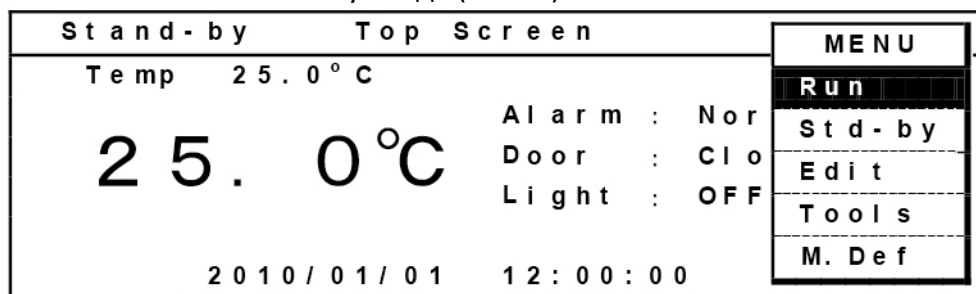 Stand-by Top Screen
Temp 25.0°C
25.0°C
Alarm : Nor
Door : Clo
Light : OFF
2010/01/01 12:00:00
MENU
Run
Std-by
Edit
Tools
M. Def